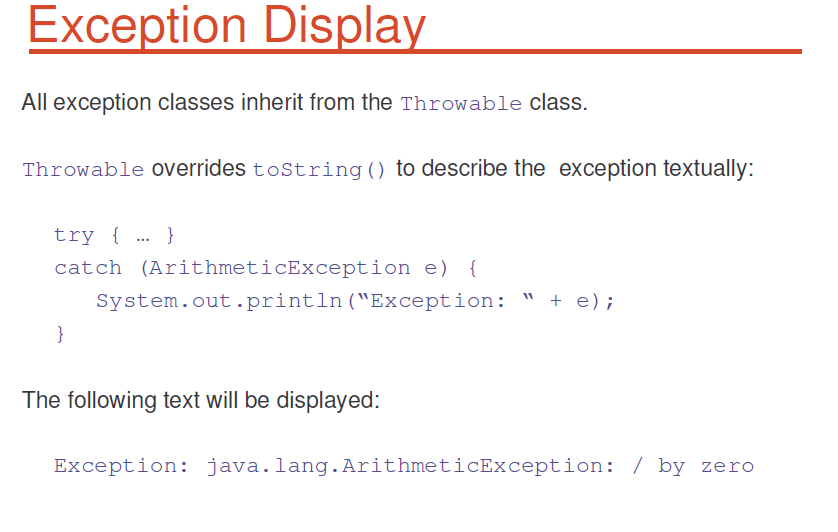 Exception Display
All exception classes inherit from the Throwable class.
Throwable overrides toString() to describe the  exception textually:
try { … }
catch (ArithmeticException e) {
   System.out.println(“Exception: “ + e);
}
The following text will be displayed:
Exception: java.lang.ArithmeticException: / by zero